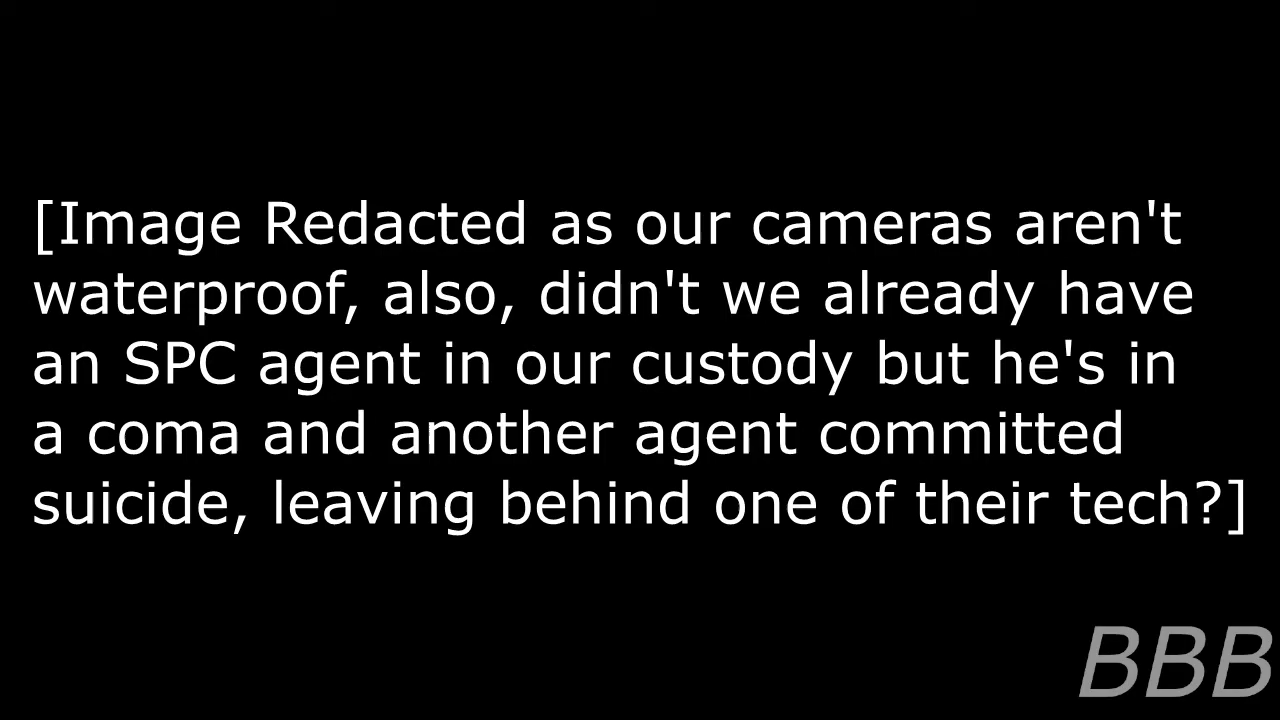 [Image Redacted as our cameras aren't
waterproof, also, didn't we already have
an SPC agent in our custody but he's in
a coma and another agent committed
suicide, leaving behind one of their tech?]
BBB